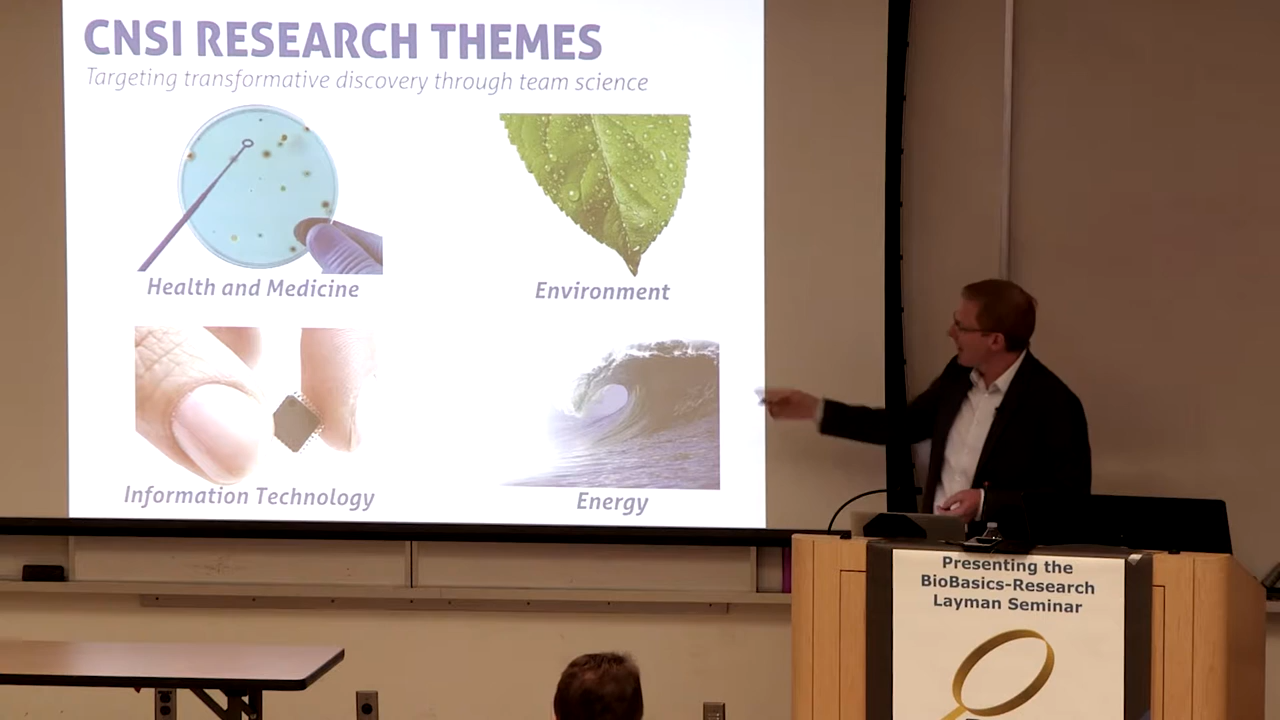 CNSI RESEARCH THEMES
Targeting transformative discovery through team science
Health and Medicine
Environment
Information Technology
Energy
Presenting the
BioBasics-Research
Layman Seminar